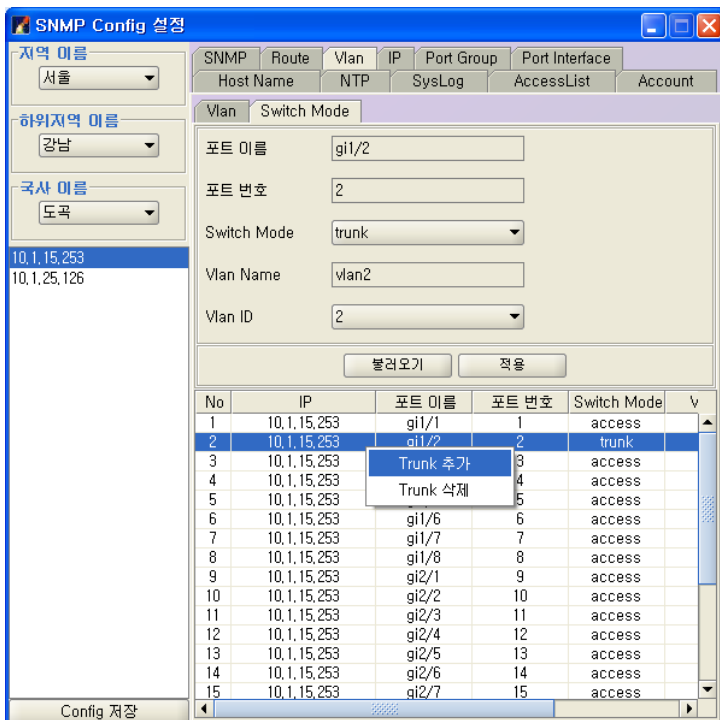 SNMP Config 설정
지역 이름
서울
하위지역 이름
강남
국사 이름
도곡
10,1,15,253
10,1,25,126
Config 저장
SNMP Route Vlan IP Port Group Port Interface
Host Name NTP SysLog AccessList Account
Vlan Switch Mode
포트 이름 gi1/2
포트 번호 2
Switch Mode trunk
Vlan Name vlan2
Vlan ID 2
불러오기 적용
No IP 포트 이름 포트 번호 Switch Mode V
1 10,1,15,253 gi1/1 1 access
2 10,1,15,253 gi1/2 2 trunk
3 10,1,15,253 3 access
4 10,1,15,253 4 access
5 10,1,15,253 5 access
6 10,1,15,253 gi1/6 6 access
7 10,1,15,253 gi1/7 7 access
8 10,1,15,253 gi1/8 8 access
9 10,1,15,253 gi2/1 9 access
10 10,1,15,253 gi2/2 10 access
11 10,1,15,253 gi2/3 11 access
12 10,1,15,253 gi2/4 12 access
13 10,1,15,253 gi2/5 13 access
14 10,1,15,253 gi2/6 14 access
15 10,1,15,253 gi2/7 15 access
Trunk 추가
Trunk 삭제